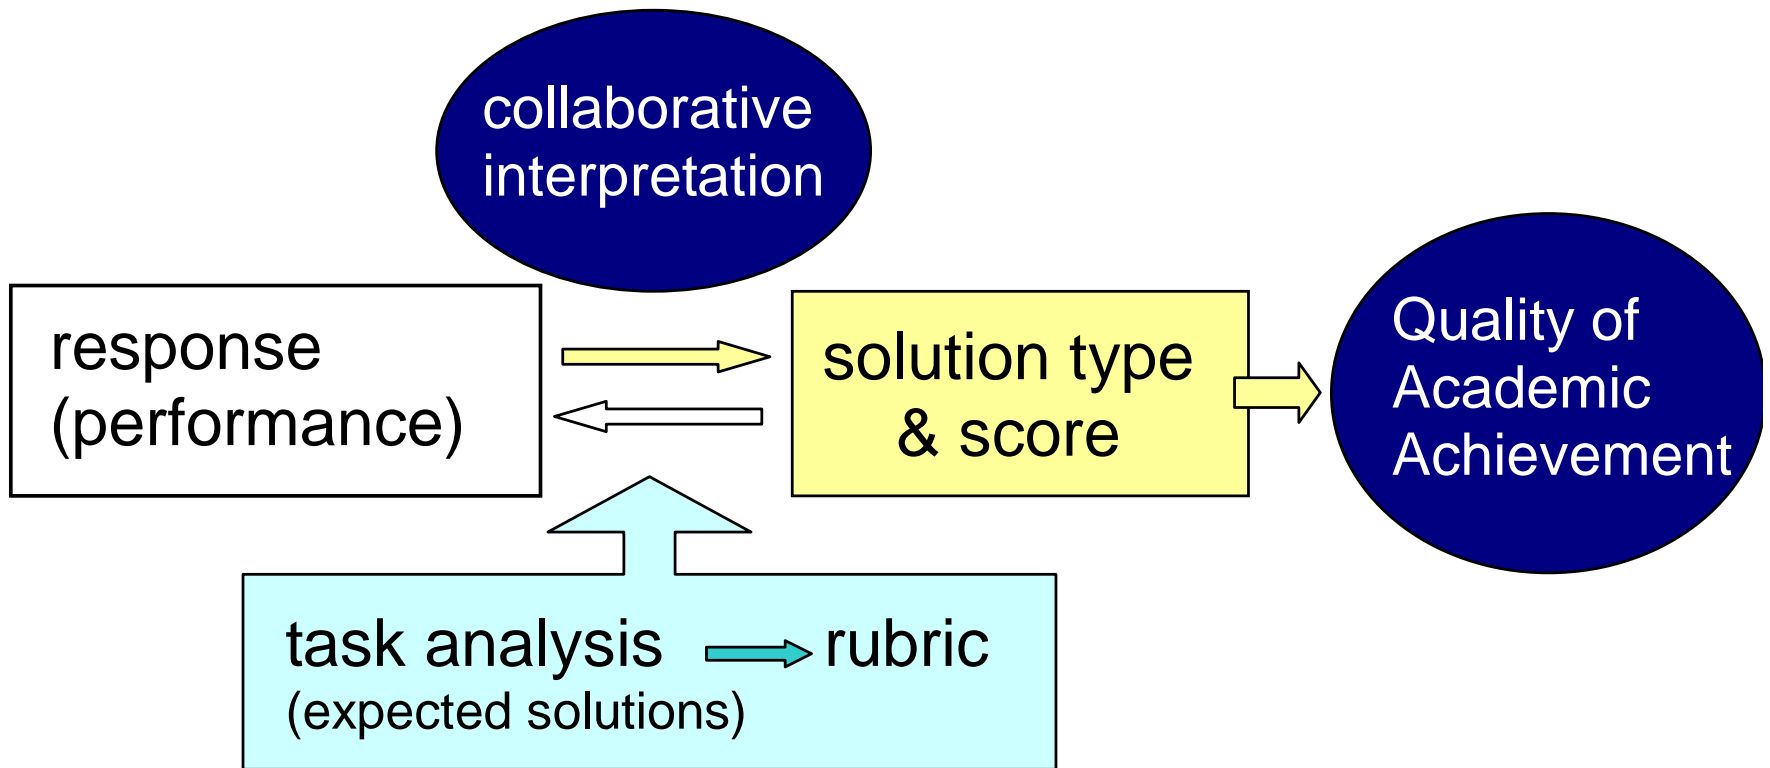 collaborative
interpretation
response
(performance)
solution type
& score
Quality of
Academic
Achievement
task analysis
rubric
(expected solutions)